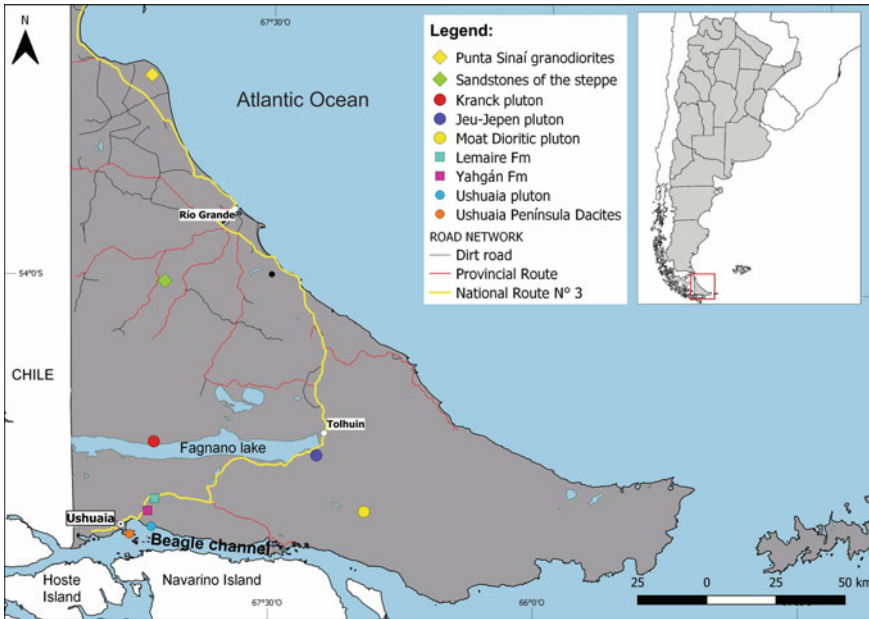 N
67°30'O
Atlantic Ocean
Legend:
Punta Sinaí granodiorites
Sandstones of the steppe
Kranck pluton
Jeu-Jepen pluton
Moat Dioritic pluton
Lemaire Fm
Yahgán Fm
Ushuaia pluton
Ushuaia Península Dacites
ROAD NETWORK
Dirt road
Provincial Route
National Route N° 3
Rio Grande
54°0'S
CHILE
Tolhuin
Fagnano lake
Ushuaia
Beagle channel
Hoste
Island
Navarino Island
25 0 25 50 km
67°30'O
66°0'O